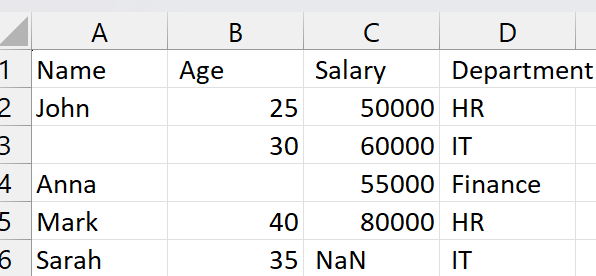 A B C D
1 Name Age Salary Department
2 John 25 50000 HR
3 30 60000 IT
4 Anna 55000 Finance
5 Mark 40 80000 HR
6 Sarah 35 NaN IT